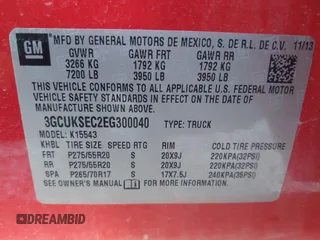 GM
MFD BY GENERAL MOTORS DE MEXICO, S. DE R.L. DE C.V. 11/13
GVWR GAWR FRT GAWR RR
3266 KG 1792 KG 1792 KG
7200 LB 3950 LB 3950 LB
THIS VEHICLE CONFORMS TO ALL APPLICABLE U.S. FEDERAL
MOTOR VEHICLE SAFETY STANDARDS IN EFFECT ON THE DATE OF
MANUFACTURE SHOWN ABOVE.
3GCUKSEC2EG300040 TYPE: TRUCK
MODEL: K15543
KHBL TIRE SIZE SPEED RTG RIM COLD TIRE PRESSURE
FRT P275/55R20 S 20X9J 220KPA(32PSI)
RR P275/55R20 S 20X9J 220KPA(32PSI)
SPA P265/70R17 S 17X7.5J 240KPA(35PSI)
SEE OWNER'S MANUAL FOR MORE INFORMATION.
DREAMBID